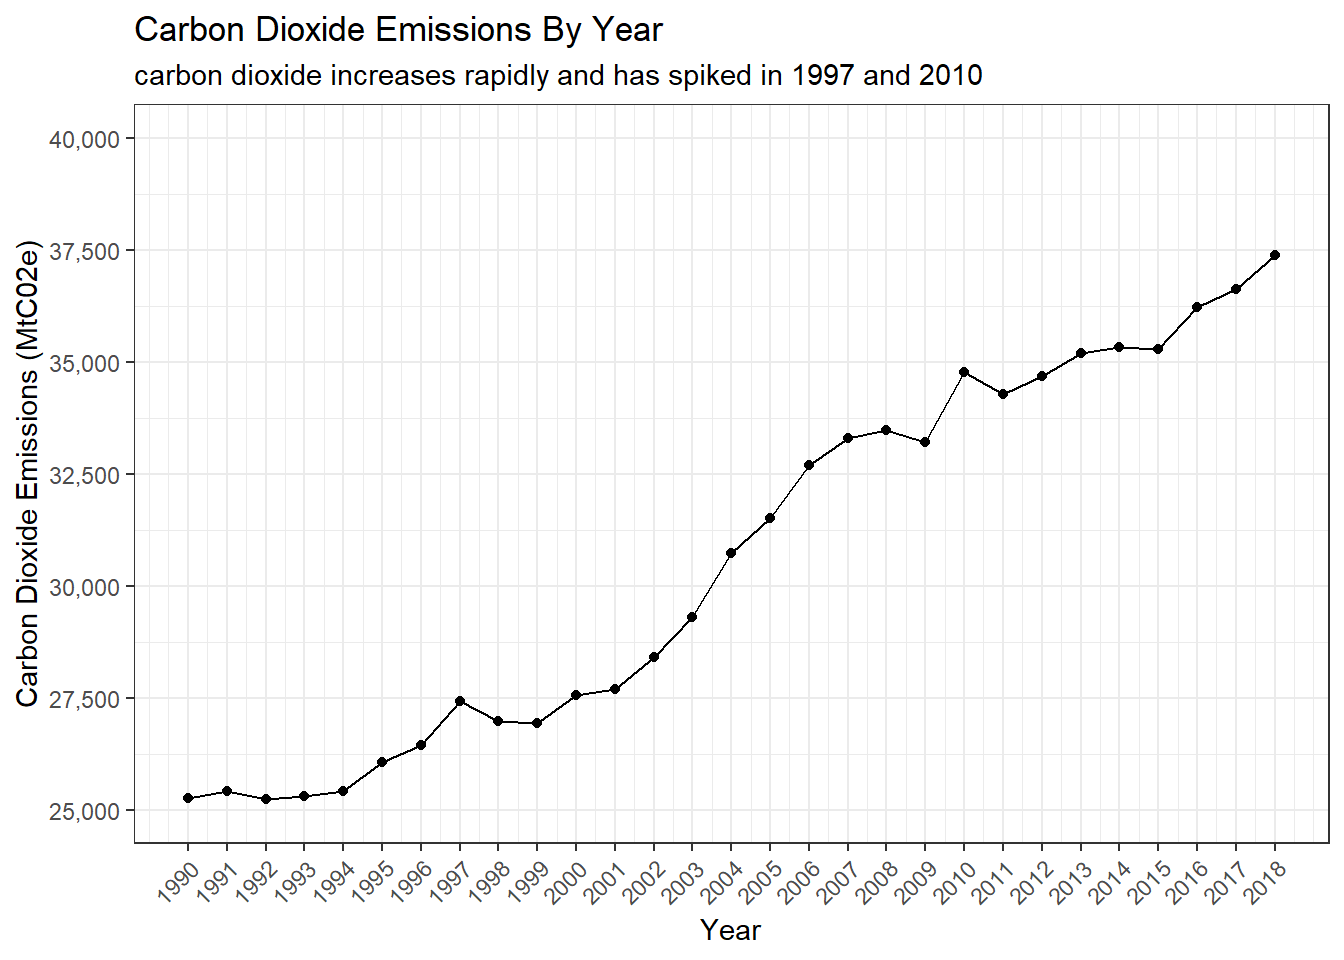 Carbon Dioxide Emissions By Year
carbon dioxide increases rapidly and has spiked in 1997 and 2010
Carbon Dioxide Emissions (MtC02e)
40,000
37,500
35,000
32,500
30,000
27,500
25,000
1990 1991 1992 1993 1994 1995 1996 1997 1998 1999 2000 2001 2002 2003 2004 2005 2006 2007 2008 2009 2010 2011 2012 2013 2014 2015 2016 2017 2018
Year